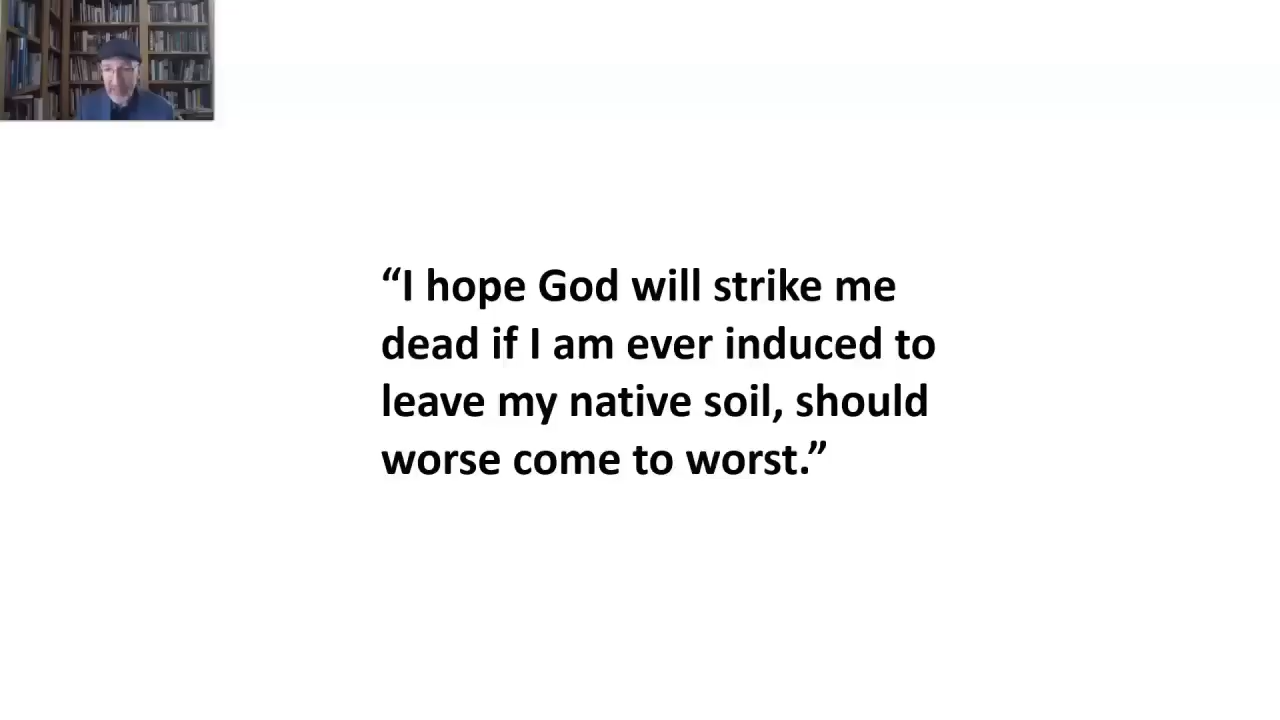 “I hope God will strike me
dead if I am ever induced to
leave my native soil, should
worse come to worst.”